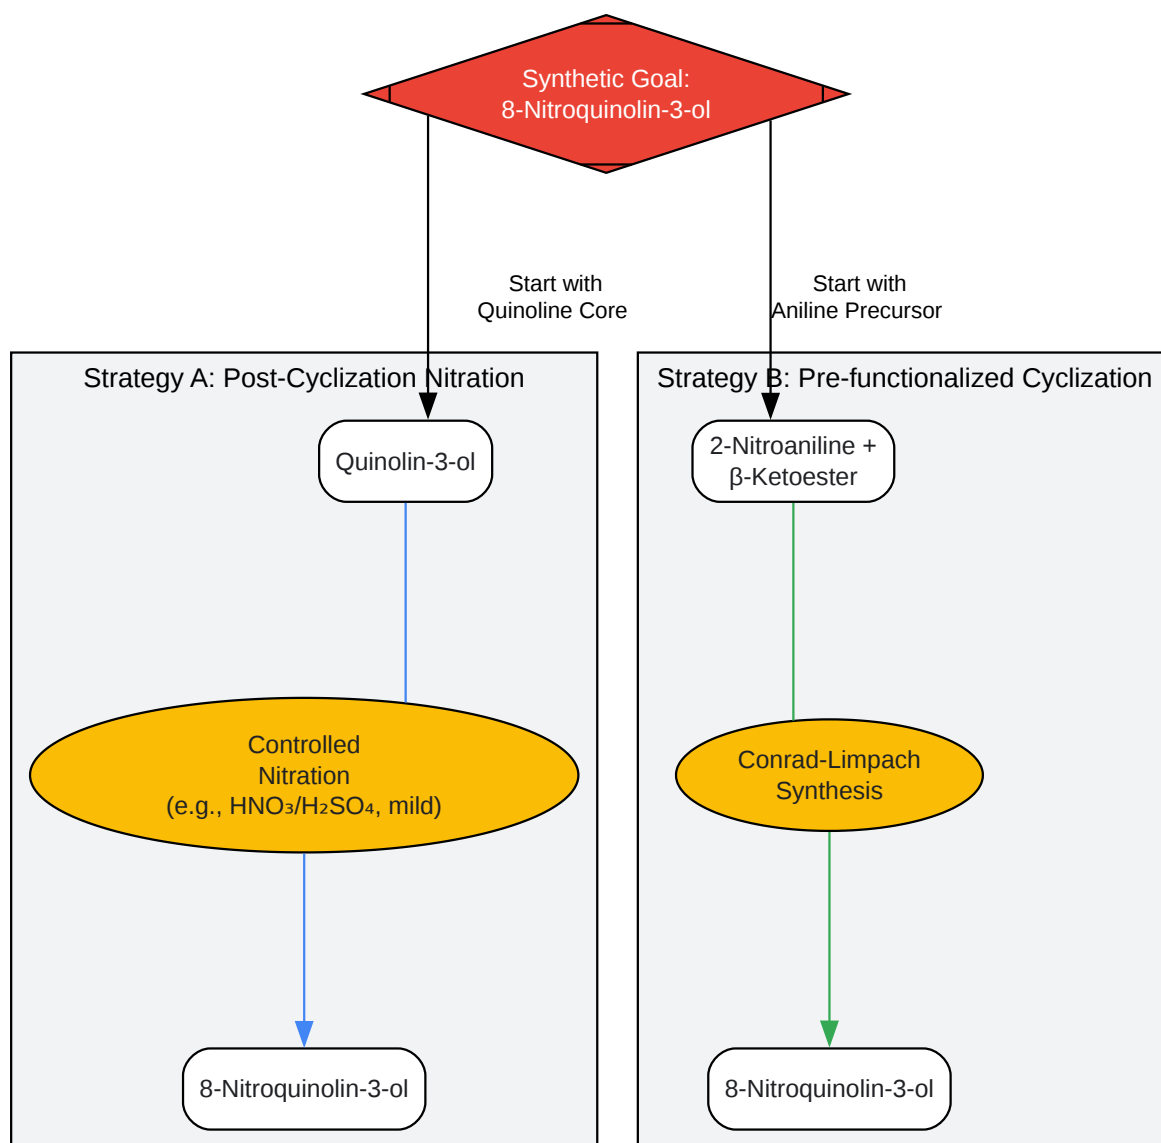 Synthetic Goal:
8-Nitroquinolin-3-ol
Start with
Quinoline Core
Start with
Aniline Precursor
Strategy A: Post-Cyclization Nitration
Quinolin-3-ol
Controlled
Nitration
(e.g., HNO₃/H₂SO₄, mild)
8-Nitroquinolin-3-ol
Strategy B: Pre-functionalized Cyclization
2-Nitroaniline +
β-Ketoester
Conrad-Limpach
Synthesis
8-Nitroquinolin-3-ol